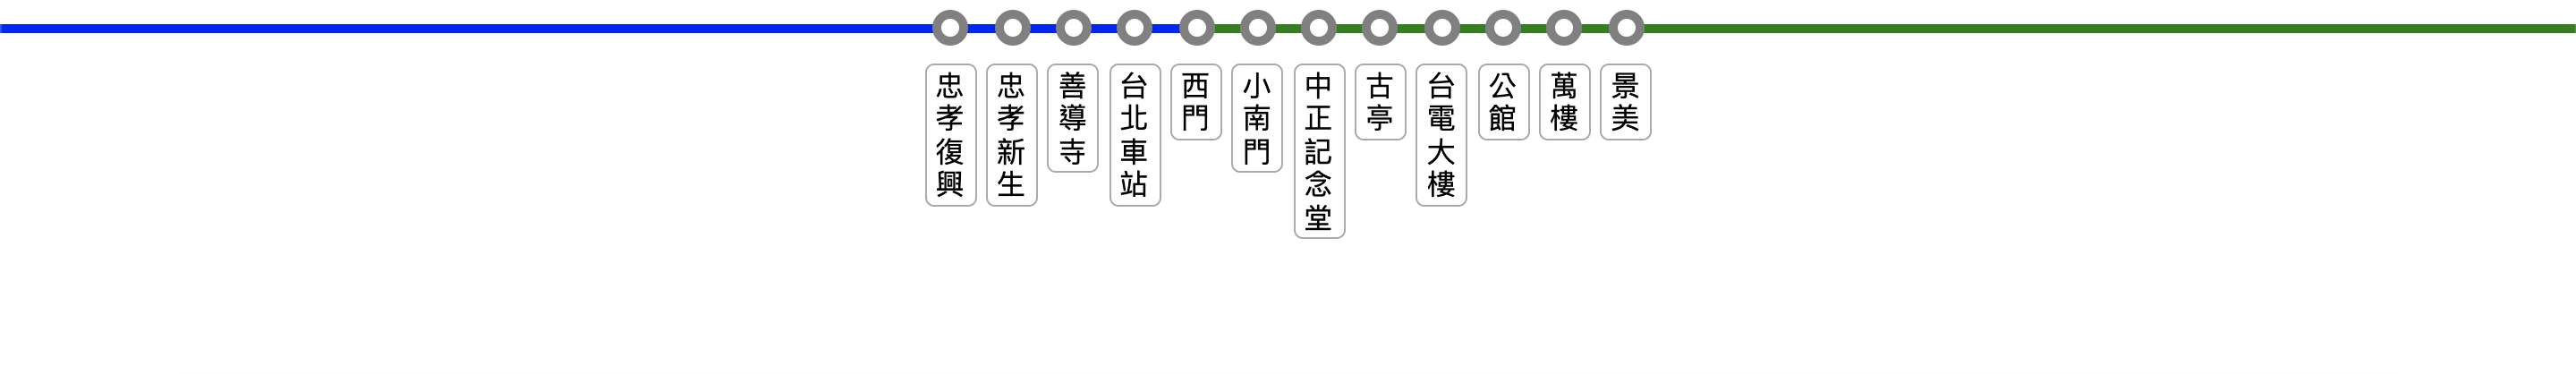 忠孝復興
忠孝新生
善導寺
台北車站
西門
小南門
中正記念堂
古亭
台電大樓
公館
萬樓
景美